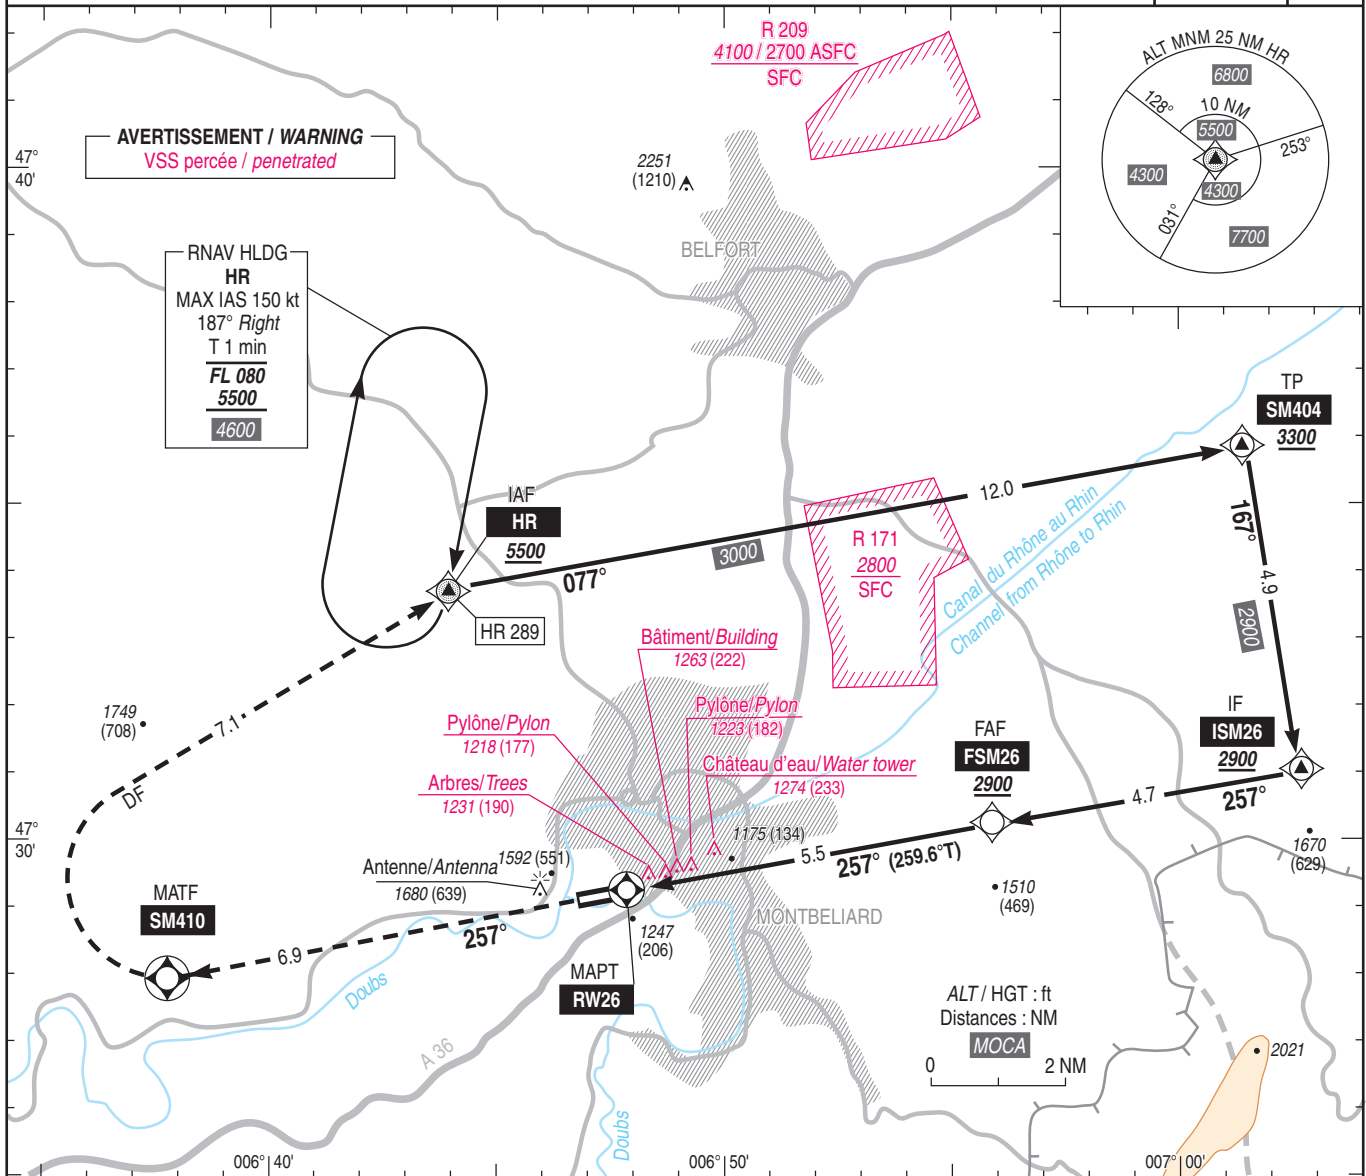 R 209
4100 / 2700 ASFC
SFC
ALT MNM 25 NM HR
6800
128°
10 NM
5500
253°
4300
4300
031°
7700
AVERTISSEMENT / WARNING
VSS percée / penetrated
47°
40'
2251
(1210)
BELFORT
RNAV HLDG
HR
MAX IAS 150 kt
187° Right
T 1 min
FL 080
5500
4600
TP
SM404
3300
IAF
HR
5500
12.0
3000
077°
167°
4.9
2900
R 171
2800
SFC
Canal du Rhône au Rhin
Channel from Rhône to Rhin
HR 289
Bâtiment/Building
1263 (222)
Pylône/Pylon
1223 (182)
Pylône/Pylon
1218 (177)
Château d'eau/Water tower
1274 (233)
Arbres/Trees
1231 (190)
1749
(708)
7.1
DF
IF
ISM26
2900
FAF
FSM26
2900
4.7
257°
47°
30'
1175 (134)
5.5
257° (259.6°T)
1670
(629)
Antenne/Antenna
1680 (639)
1592 (551)
1510
(469)
MATF
SM410
6.9
257°
1247
(206)
MONTBELIARD
MAPT
RW26
Doubs
A 36
ALT / HGT : ft
Distances : NM
MOCA
0
2 NM
2021
Doubs
006° 40'
006° 50'
007° 00'